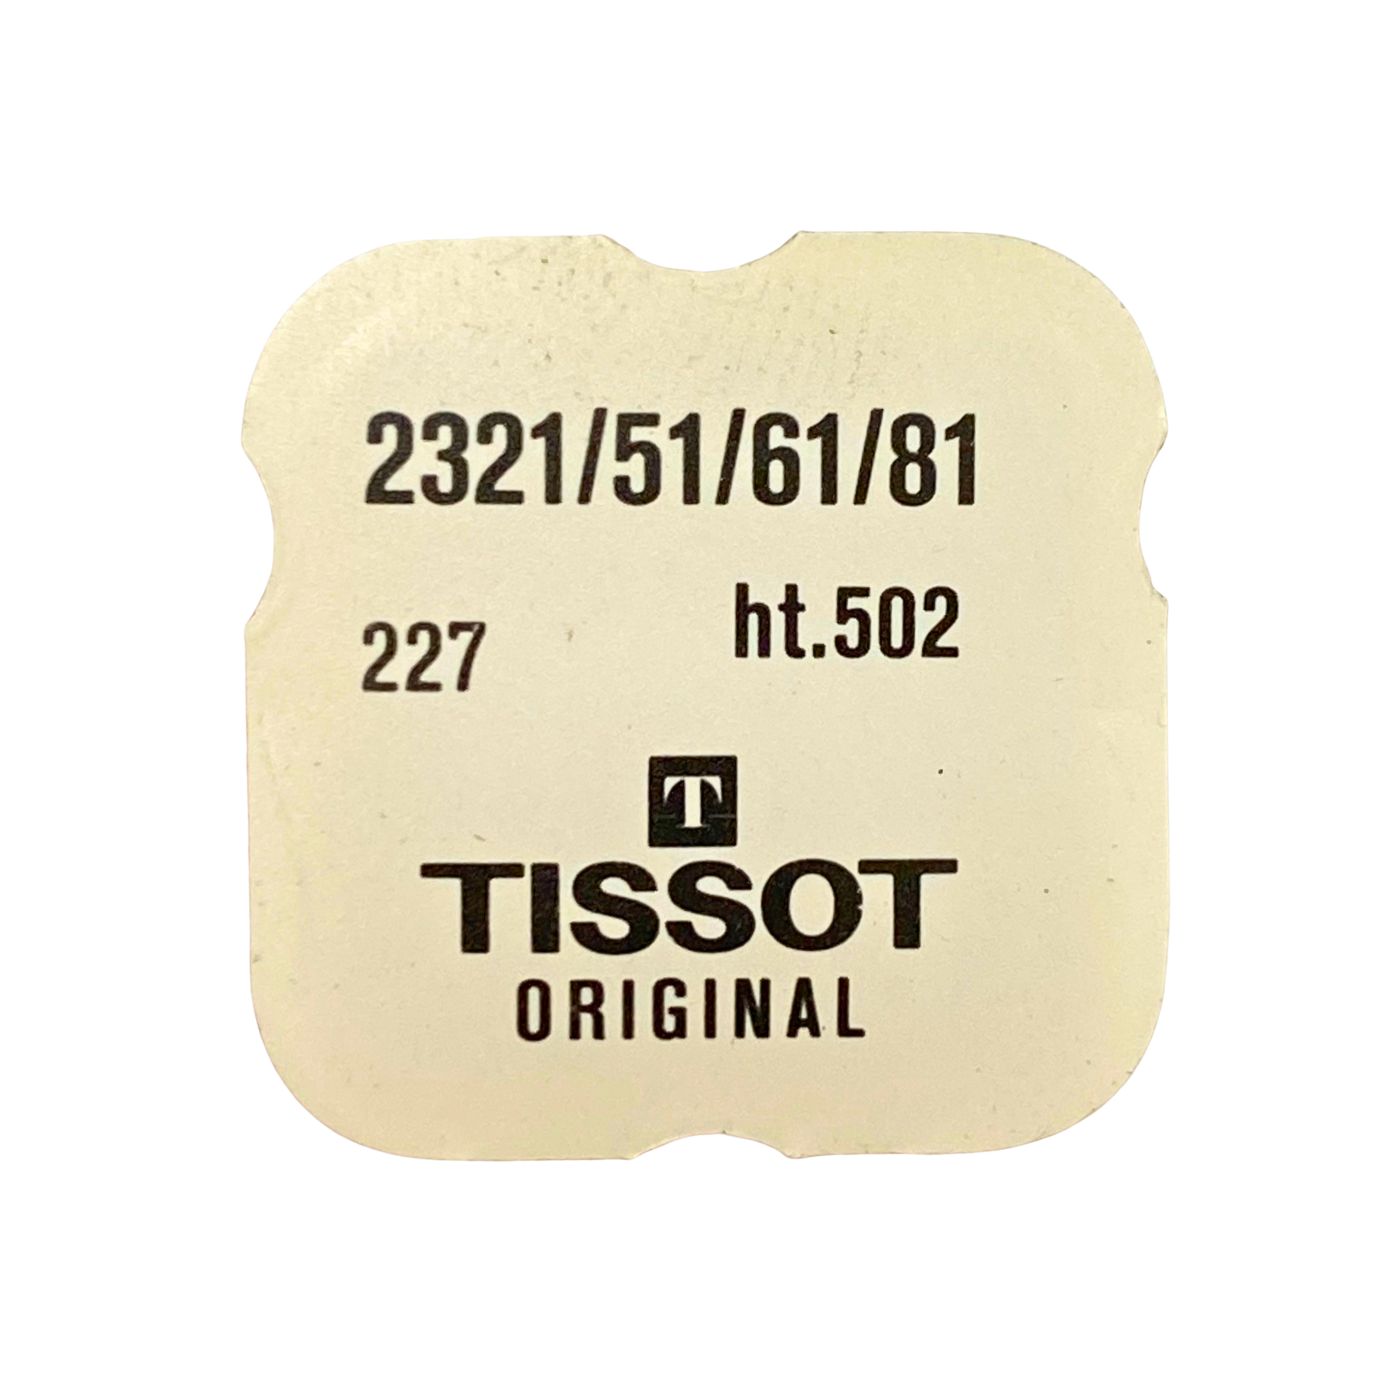 2321/51/61/81
227 ht.502
T
TISSOT
ORIGINAL